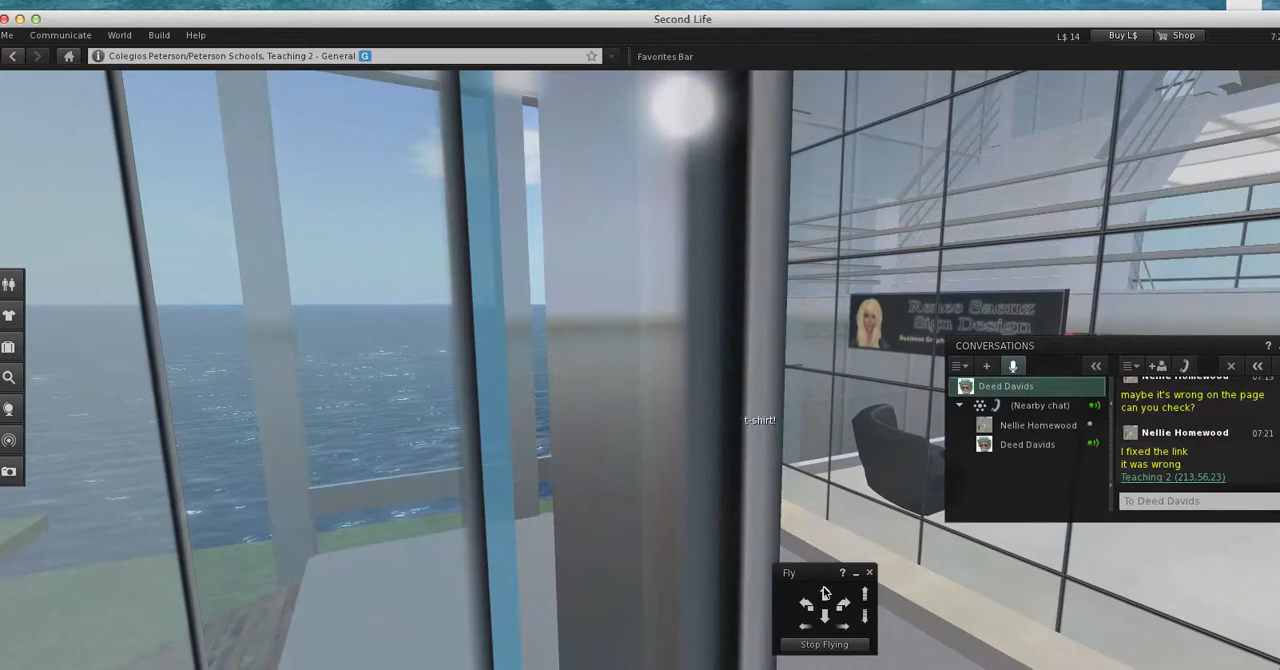 Second Life
Me Communicate World Build Help
L$ 14 Buy L$ Shop
Colegios Peterson/Peterson Schools, Teaching 2 - General G
Favorites Bar
Renee Saenz
Sign Design
t-shirt!
CONVERSATIONS ?
Deed Davids
(Nearby chat)
Nellie Homewood
Deed Davids
maybe it's wrong on the page
can you check?
Nellie Homewood 07:21
I fixed the link
it was wrong
Teaching 2 (213,56,23)
To Deed Davids
Fly ?
Stop Flying